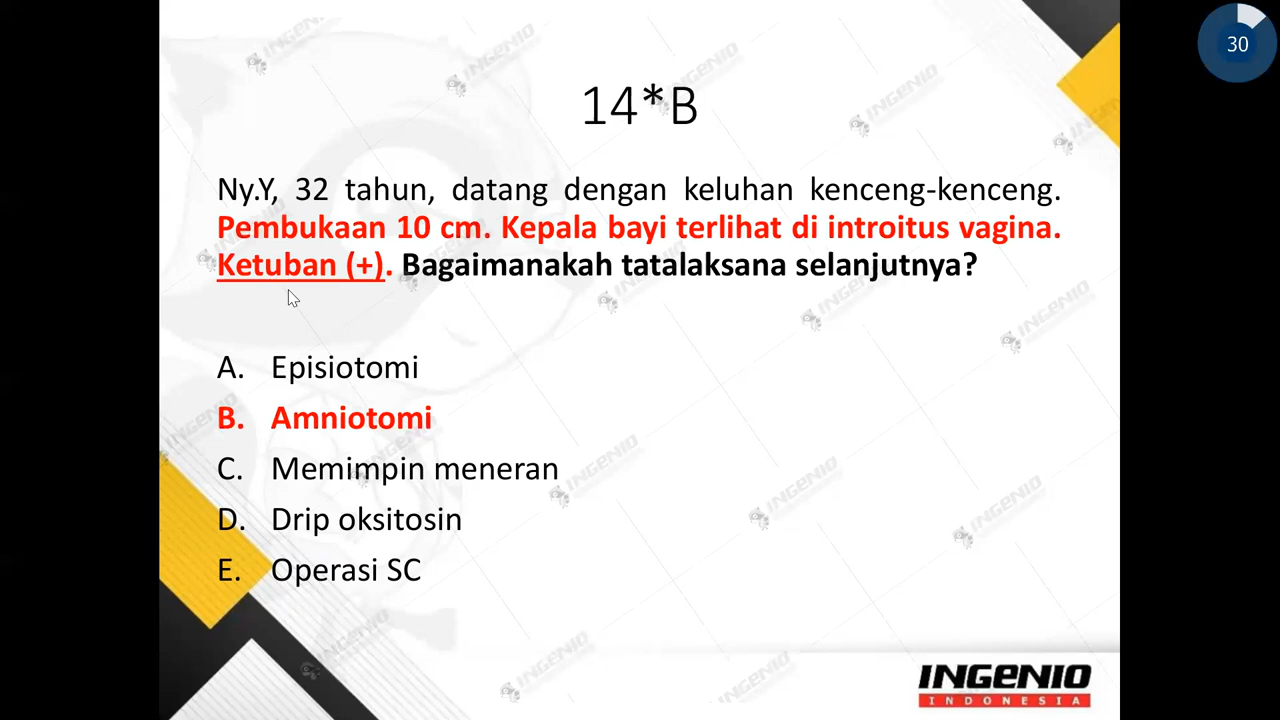 30
14*B
Ny.Y, 32 tahun, datang dengan keluhan kenceng-kenceng.
Pembukaan 10 cm. Kepala bayi terlihat di introitus vagina.
Ketuban (+). Bagaimanakah tatalaksana selanjutnya?
A. Episiotomi
B. Amniotomi
C. Memimpin meneran
D. Drip oksitosin
E. Operasi SC
INGENIO
INDONESIA